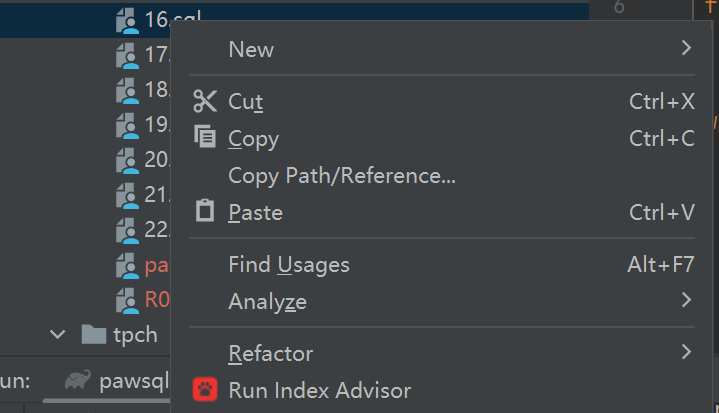 16.sql
6
New
17.
Cut Ctrl+X
18.
19.
Copy Ctrl+C
20.
Copy Path/Reference...
21.
Paste Ctrl+V
22.
pa
Find Usages Alt+F7
R0
Analyze
tpch
Refactor
un: pawsql
Run Index Advisor